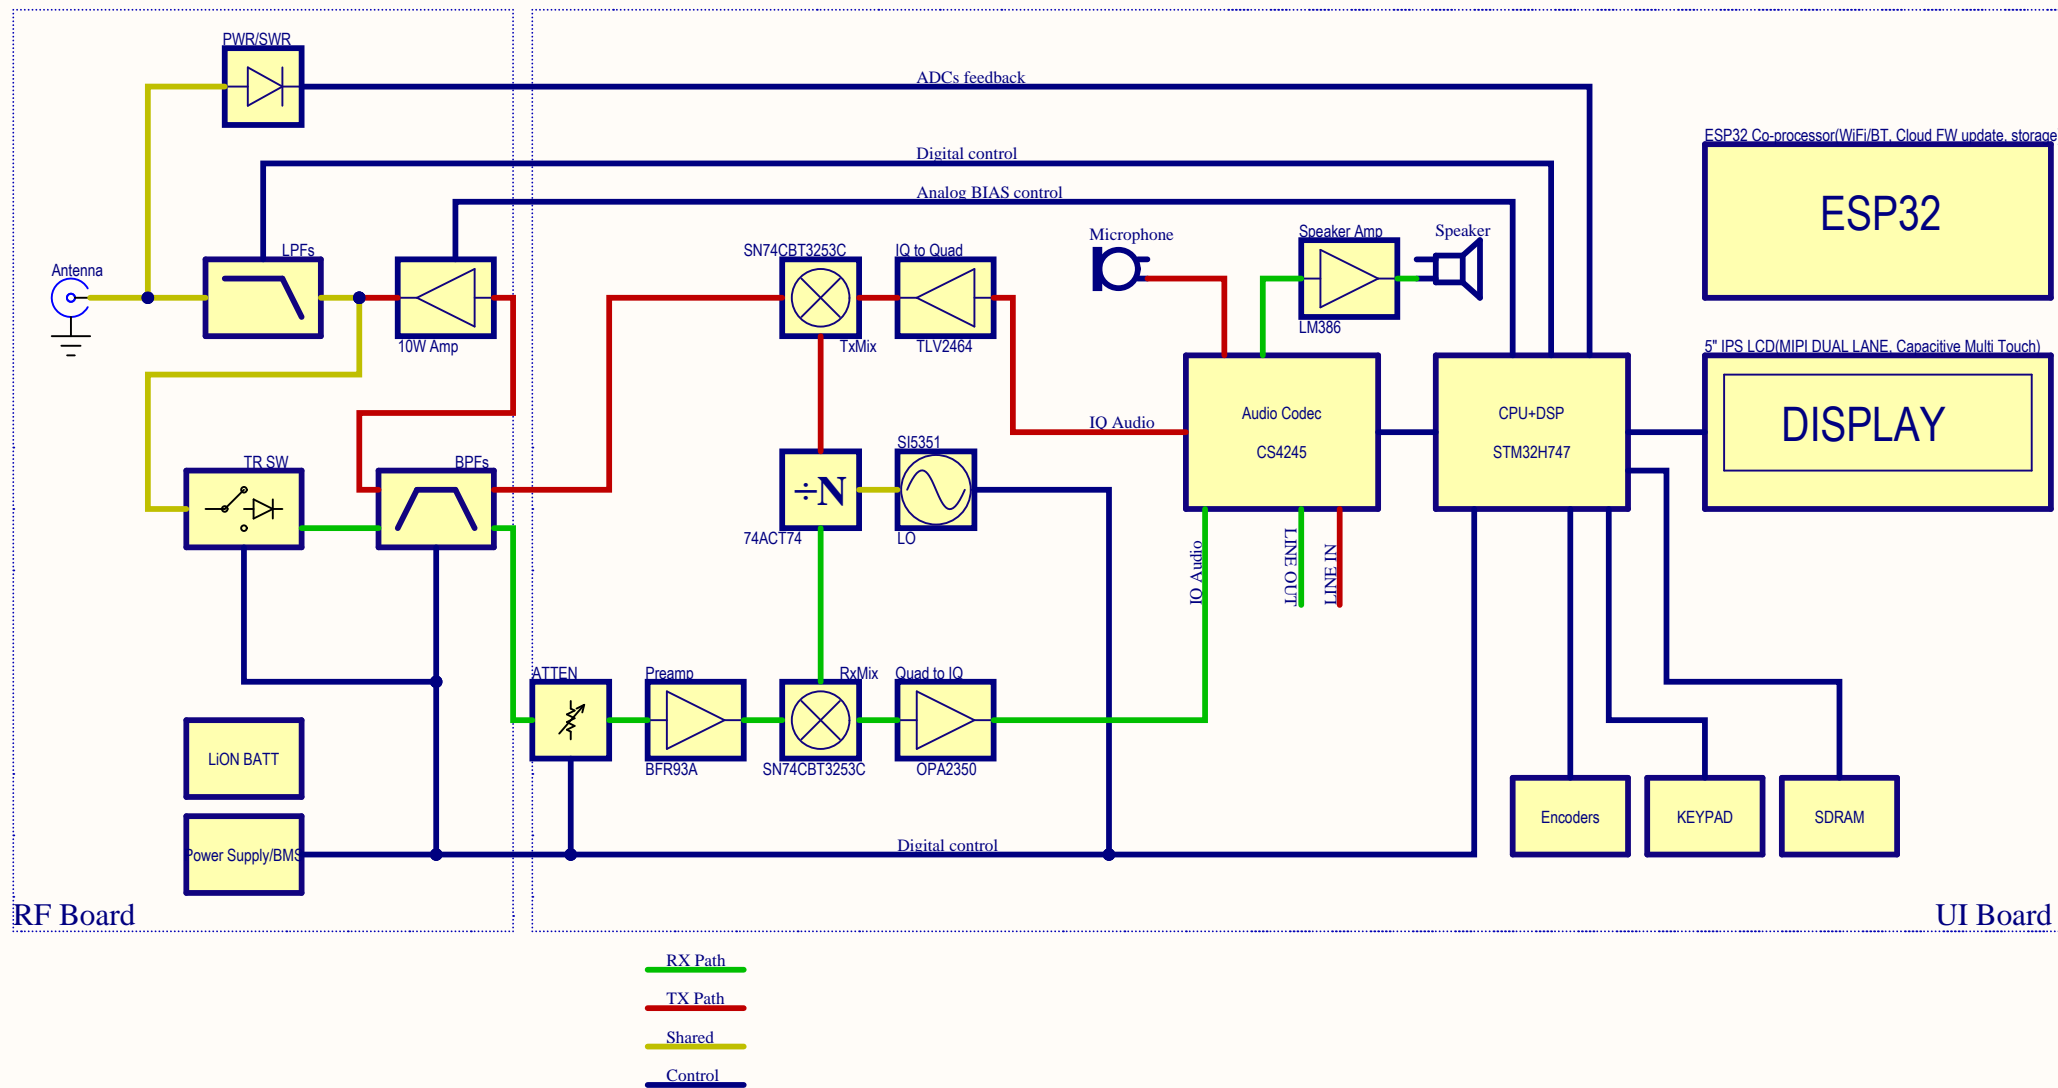 PWR/SWR
ADCs feedback
ESP32 Co-processor(WiFi/BT, Cloud FW update, storage
Digital control
Analog BIAS control
ESP32
Microphone
Speaker Amp
Speaker
LPFs
SN74CBT3253C
IQ to Quad
Antenna
LM386
10W Amp
TxMix
TLV2464
5" IPS LCD(MIPI DUAL LANE, Capacitive Multi Touch)
DISPLAY
IQ Audio
Audio Codec
CS4245
CPU+DSP
STM32H747
TR SW
BPFs
SI5351
÷N
74ACT74
LO
IQ Audio
LINE OUT
LINE IN
ATTEN
Preamp
RxMix
Quad to IQ
BFR93A
SN74CBT3253C
OPA2350
LiON BATT
Power Supply/BMS
Digital control
Encoders
KEYPAD
SDRAM
RF Board
UI Board
RX Path
TX Path
Shared
Control